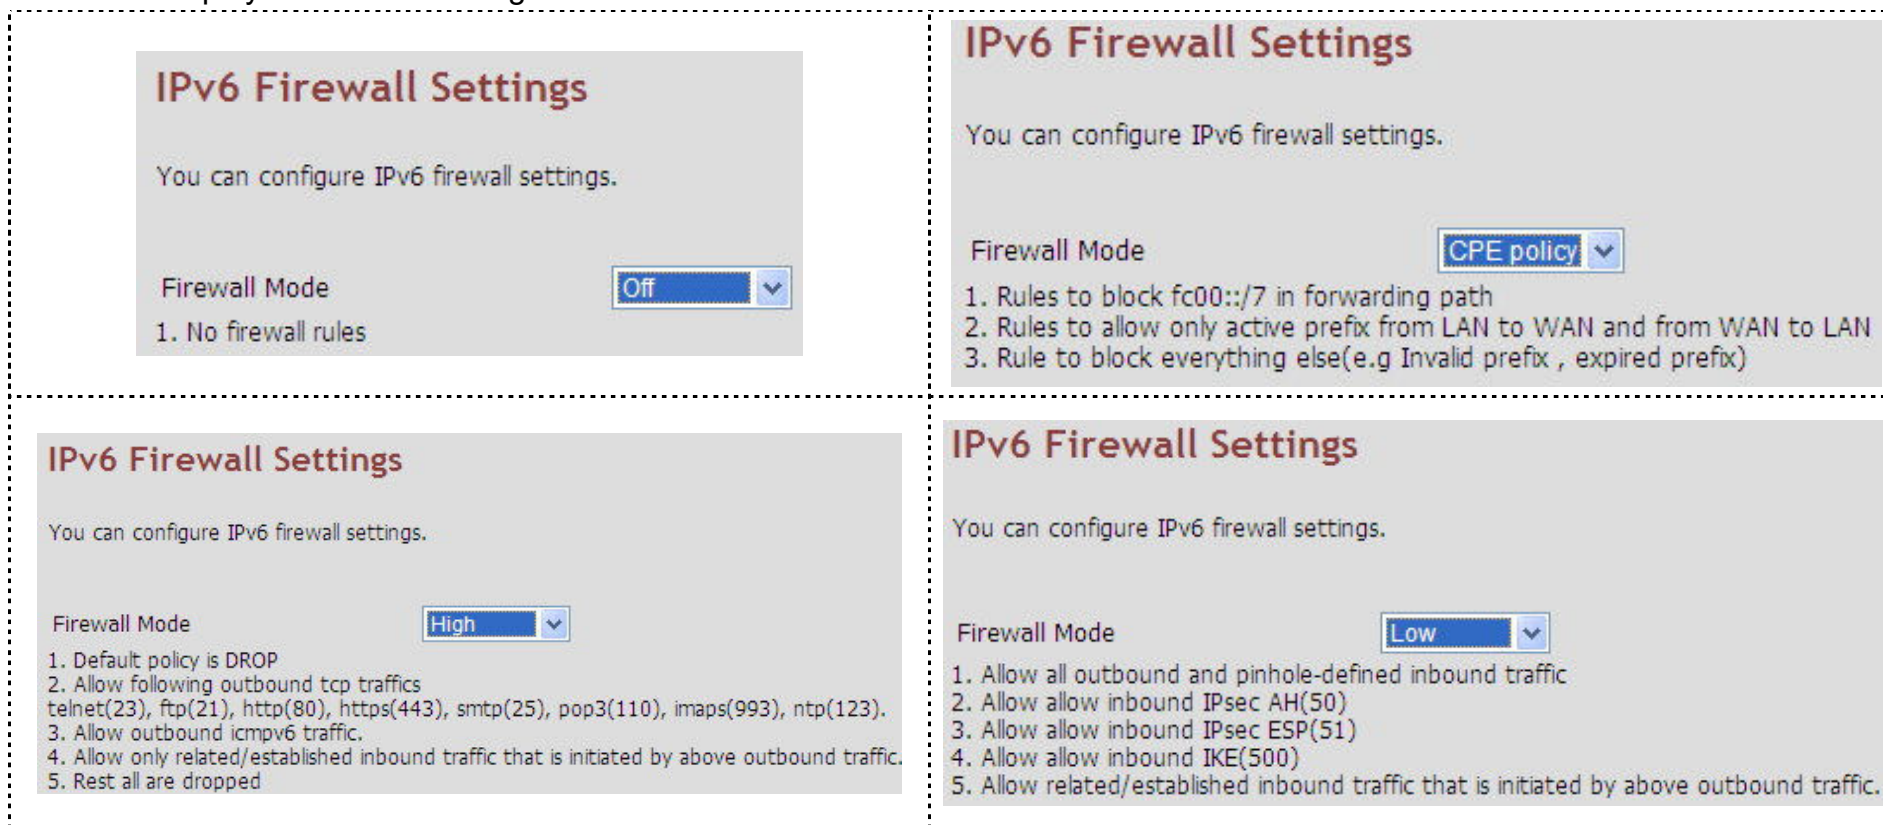 IPv6 Firewall Settings
You can configure IPv6 firewall settings.
Firewall Mode Off
1. No firewall rules
IPv6 Firewall Settings
You can configure IPv6 firewall settings.
Firewall Mode CPE policy
1. Rules to block fc00::/7 in forwarding path
2. Rules to allow only active prefix from LAN to WAN and from WAN to LAN
3. Rule to block everything else(e.g Invalid prefix , expired prefix)
IPv6 Firewall Settings
You can configure IPv6 firewall settings.
Firewall Mode High
1. Default policy is DROP
2. Allow following outbound tcp traffics
telnet(23), ftp(21), http(80), https(443), smtp(25), pop3(110), imaps(993), ntp(123).
3. Allow outbound icmpv6 traffic.
4. Allow only related/established inbound traffic that is initiated by above outbound traffic.
5. Rest all are dropped
IPv6 Firewall Settings
You can configure IPv6 firewall settings.
Firewall Mode Low
1. Allow all outbound and pinhole-defined inbound traffic
2. Allow allow inbound IPsec AH(50)
3. Allow allow inbound IPsec ESP(51)
4. Allow allow inbound IKE(500)
5. Allow related/established inbound traffic that is initiated by above outbound traffic.